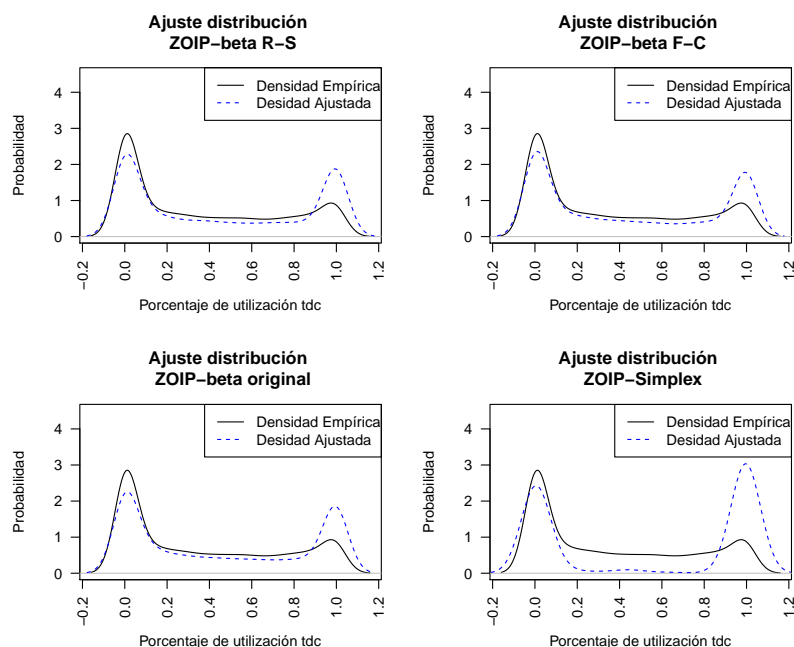 Ajuste distribución
ZOIP−beta R−S
Densidad Empírica
Desidad Ajustada
Probabilidad
0 1 2 3 4
−0.2 0.0 0.2 0.4 0.6 0.8 1.0 1.2
Porcentaje de utilización tdc
Ajuste distribución
ZOIP−beta F−C
Densidad Empírica
Desidad Ajustada
Probabilidad
0 1 2 3 4
−0.2 0.0 0.2 0.4 0.6 0.8 1.0 1.2
Porcentaje de utilización tdc
Ajuste distribución
ZOIP−beta original
Densidad Empírica
Desidad Ajustada
Probabilidad
0 1 2 3 4
−0.2 0.0 0.2 0.4 0.6 0.8 1.0 1.2
Porcentaje de utilización tdc
Ajuste distribución
ZOIP−Simplex
Densidad Empírica
Desidad Ajustada
Probabilidad
0 1 2 3 4
−0.2 0.0 0.2 0.4 0.6 0.8 1.0 1.2
Porcentaje de utilización tdc